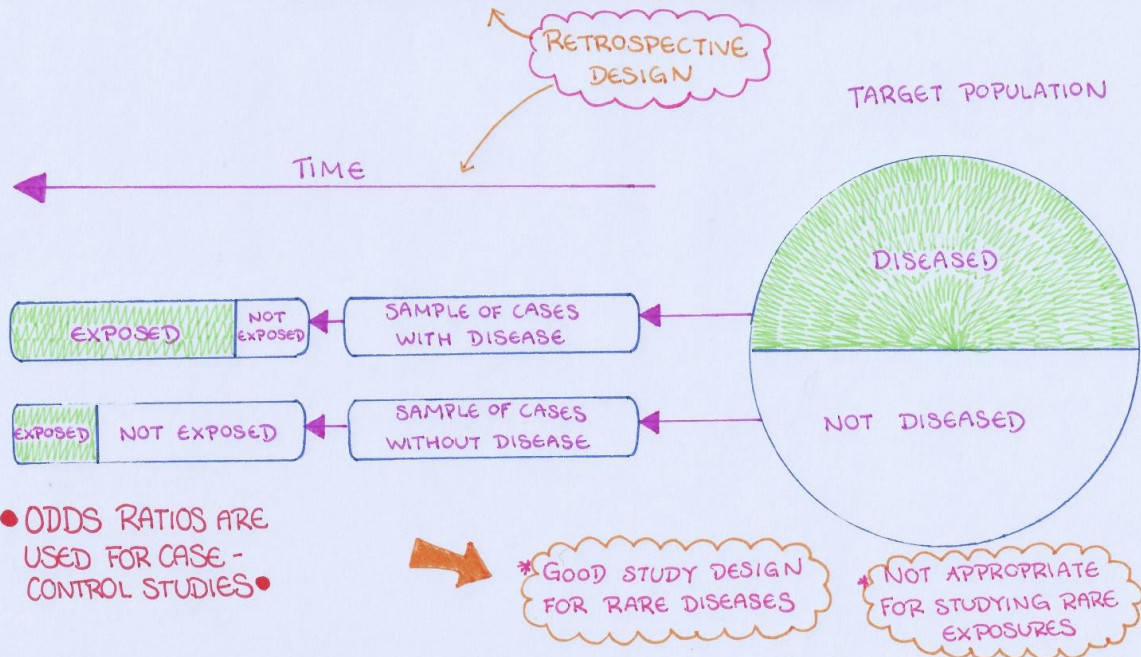 RETROSPECTIVE
DESIGN
TARGET POPULATION
TIME
DISEASED
NOT DISEASED
SAMPLE OF CASES
WITH DISEASE
EXPOSED
NOT
EXPOSED
SAMPLE OF CASES
WITHOUT DISEASE
EXPOSED
NOT EXPOSED
• ODDS RATIOS ARE
USED FOR CASE-
CONTROL STUDIES •
* GOOD STUDY DESIGN
FOR RARE DISEASES
* NOT APPROPRIATE
FOR STUDYING RARE
EXPOSURES